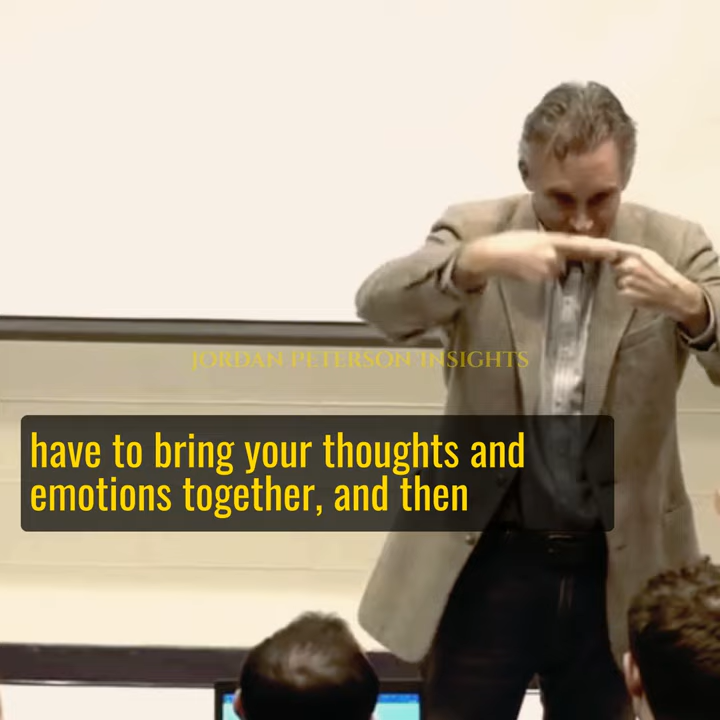 JORDAN PETERSON INSIGHTS
have to bring your thoughts and
emotions together, and then